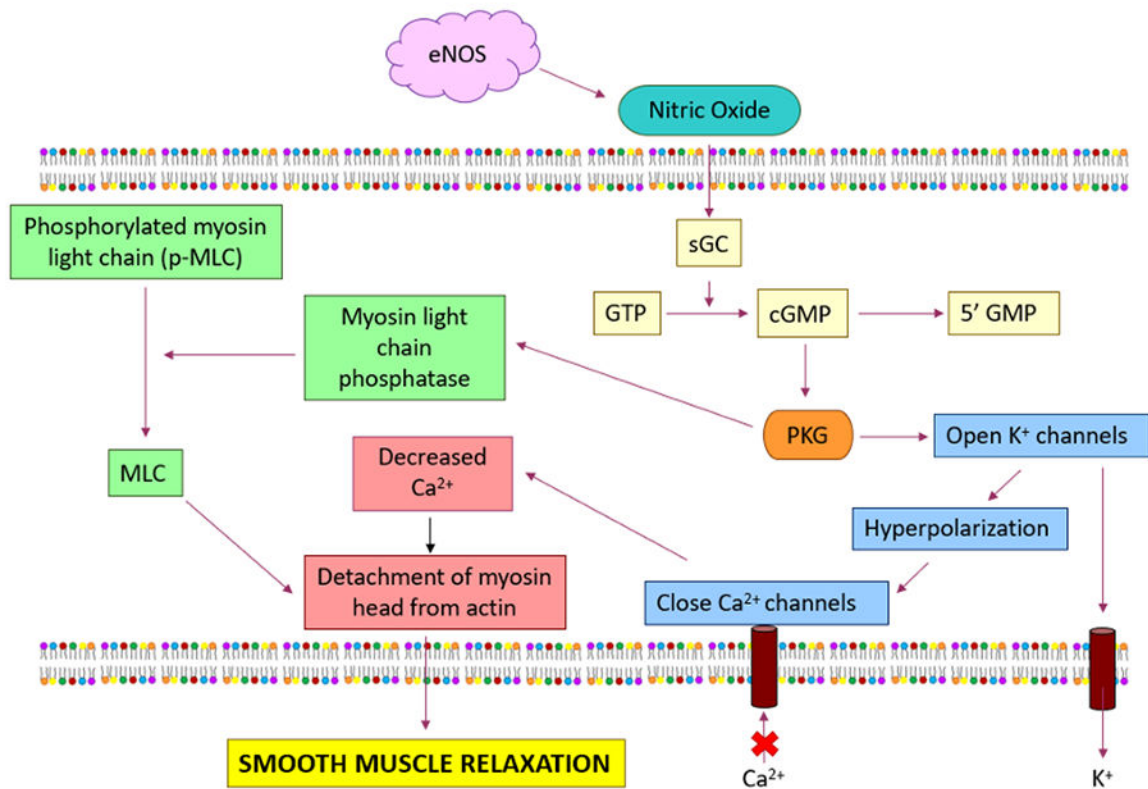 eNOS
Nitric Oxide
Phosphorylated myosin
light chain (p-MLC)
sGC
GTP
cGMP
5′ GMP
Myosin light
chain
phosphatase
PKG
Open K⁺ channels
MLC
Decreased
Ca²⁺
Hyperpolarization
Detachment of myosin
head from actin
Close Ca²⁺ channels
SMOOTH MUSCLE RELAXATION
Ca²⁺
K⁺